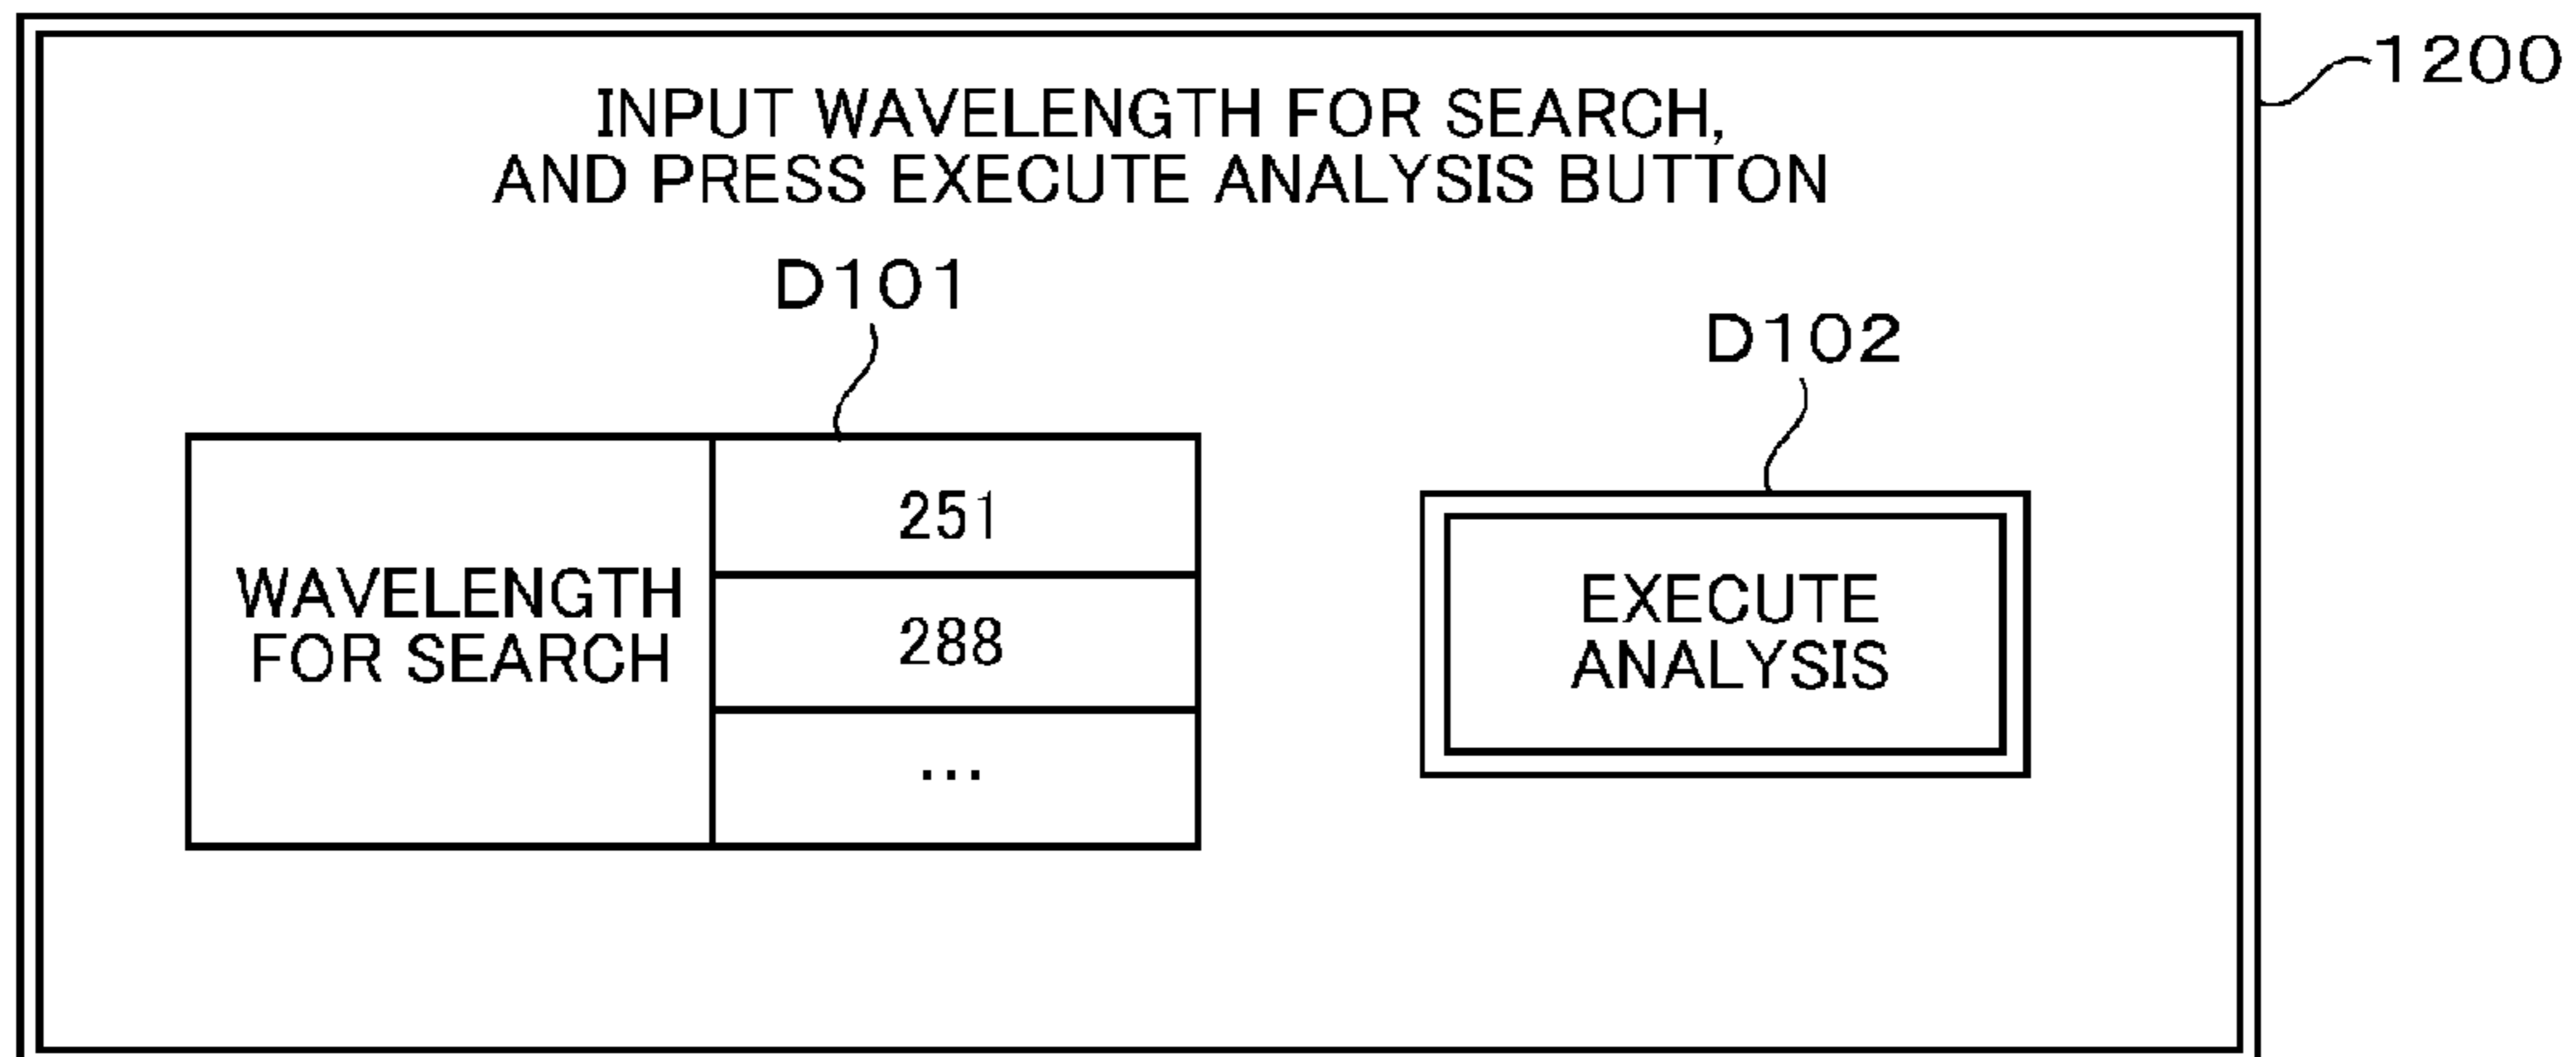 1200
INPUT WAVELENGTH FOR SEARCH,
AND PRESS EXECUTE ANALYSIS BUTTON
D101
D102
WAVELENGTH
FOR SEARCH
251
288
...
EXECUTE
ANALYSIS